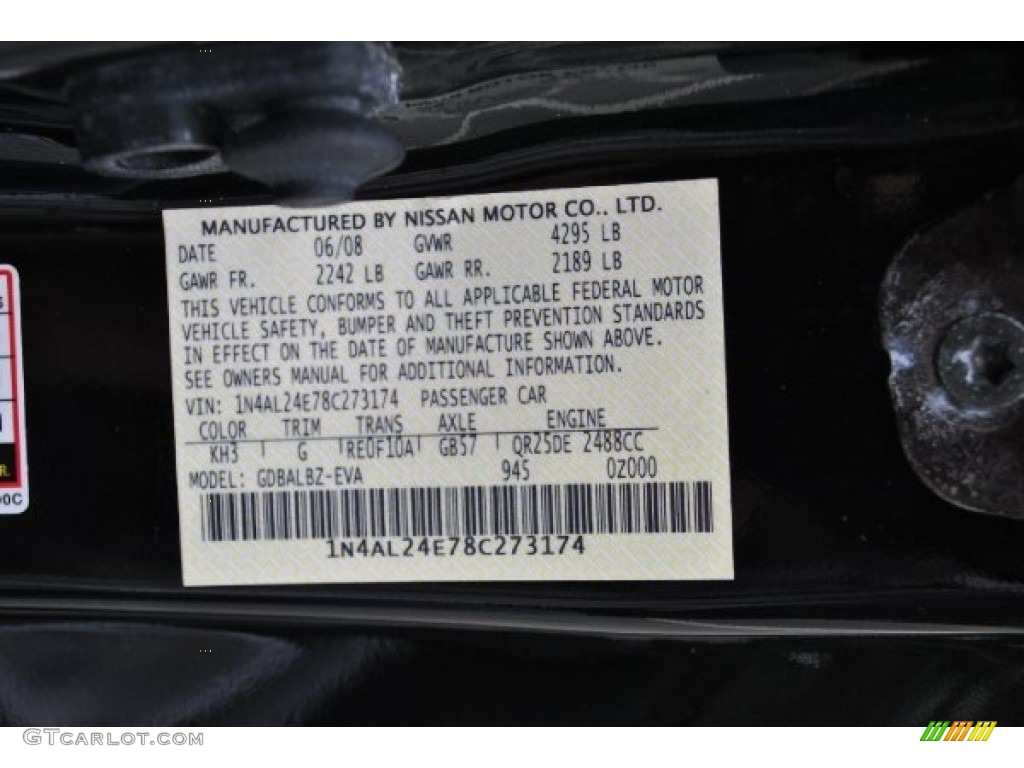 MANUFACTURED BY NISSAN MOTOR CO., LTD.
DATE 06/08 GVWR 4295 LB
GAWR FR. 2242 LB GAWR RR. 2189 LB
THIS VEHICLE CONFORMS TO ALL APPLICABLE FEDERAL MOTOR
VEHICLE SAFETY, BUMPER AND THEFT PREVENTION STANDARDS
IN EFFECT ON THE DATE OF MANUFACTURE SHOWN ABOVE.
SEE OWNERS MANUAL FOR ADDITIONAL INFORMATION.
VIN: 1N4AL24E78C273174 PASSENGER CAR
COLOR TRIM TRANS AXLE ENGINE
KH3 G RE0F10A GB57 QR25DE 2488CC
MODEL: GDBALBZ-EVA 945 0Z000
1N4AL24E78C273174
R.
00C
GTCARLOT.COM